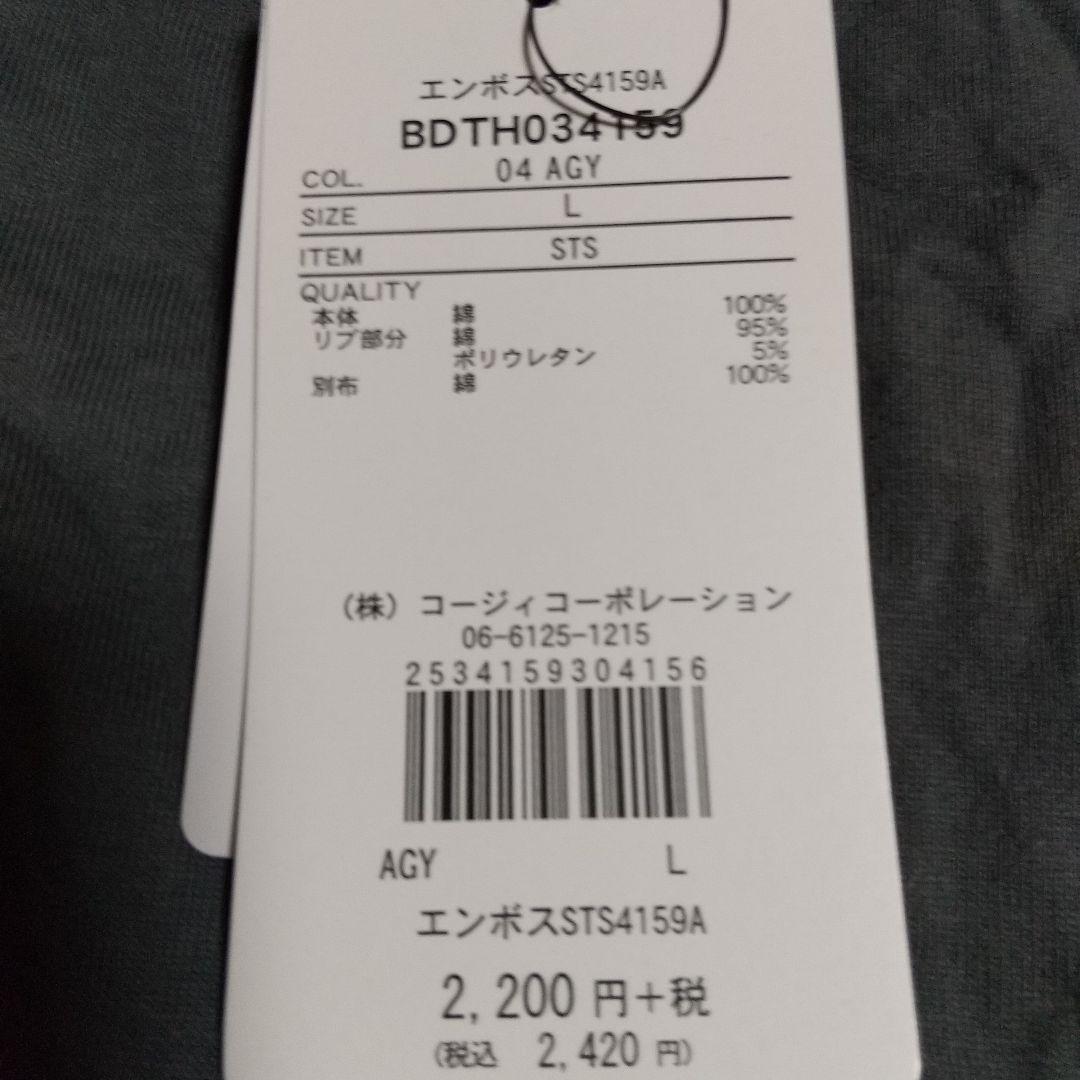 エンボスSTS4159A
BDTH034159
COL. 04 AGY
SIZE L
ITEM STS
QUALITY
本体 綿 100%
リブ部分 綿 95%
ポリウレタン 5%
別布 綿 100%
(株) コージィコーポレーション
06-6125-1215
2534159304156
AGY L
エンボスSTS4159A
2,200 円+税
(税込 2,420 円)